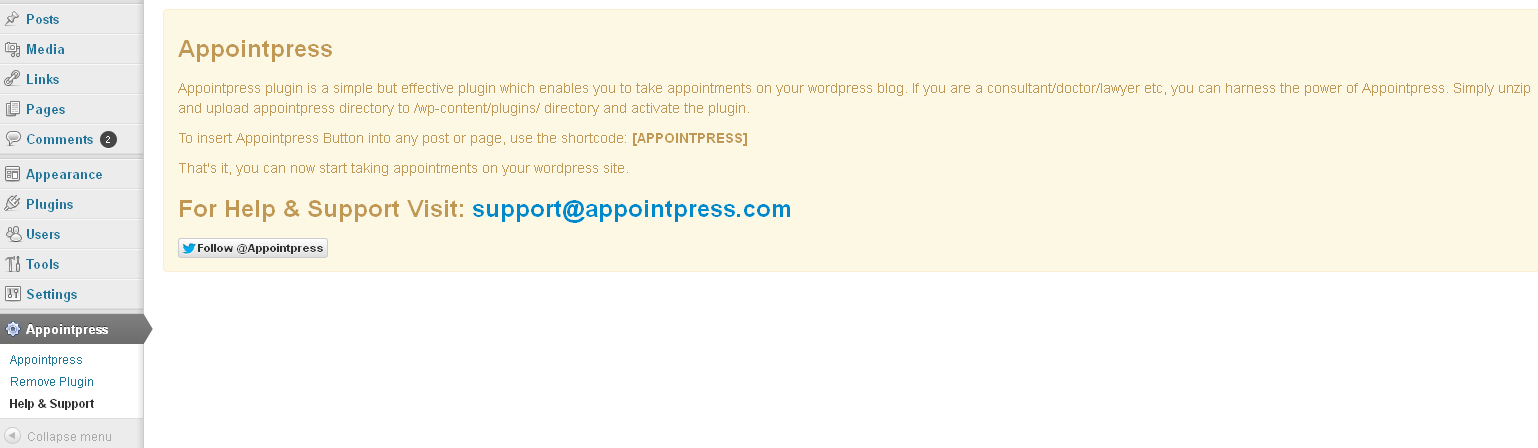 Posts
Media
Links
Pages
Comments 2
Appearance
Plugins
Users
Tools
Settings
Appointpress
Appointpress
Remove Plugin
Help & Support
Collapse menu
Appointpress
Appointpress plugin is a simple but effective plugin which enables you to take appointments on your wordpress blog. If you are a consultant/doctor/lawyer etc, you can harness the power of Appointpress. Simply unzip
and upload appointpress directory to /wp-content/plugins/ directory and activate the plugin.
To insert Appointpress Button into any post or page, use the shortcode: [APPOINTPRESS]
That's it, you can now start taking appointments on your wordpress site.
For Help & Support Visit: support@appointpress.com
Follow @Appointpress